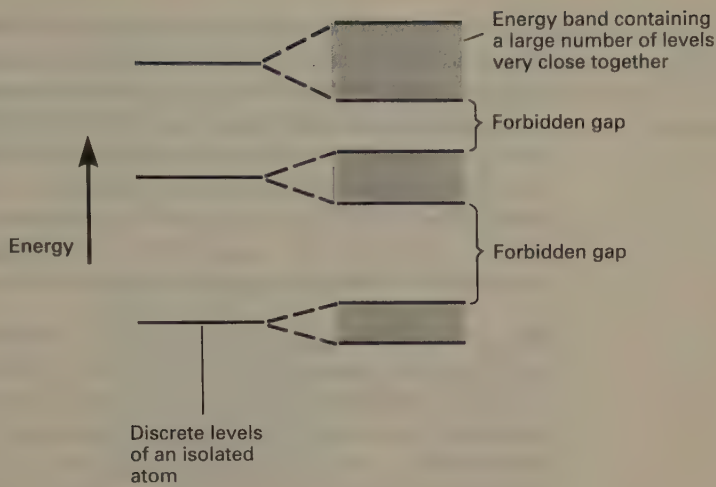 Energy band containing
a large number of levels
very close together
Forbidden gap
Energy
Forbidden gap
Discrete levels
of an isolated
atom